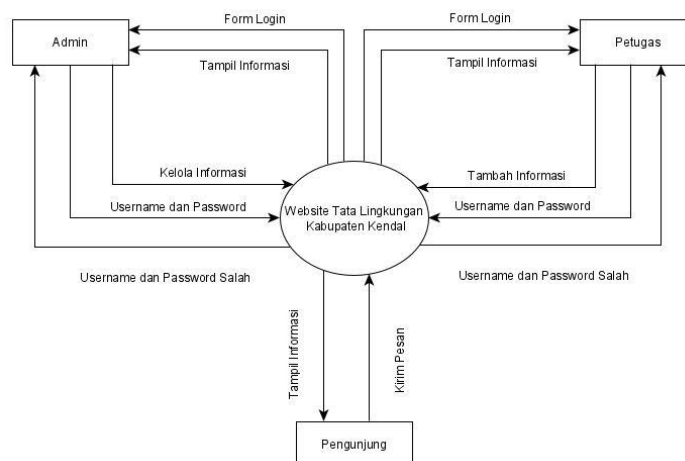 Form Login
Form Login
Admin
Petugas
Tampil Informasi
Tampil Informasi
Kelola Informasi
Tambah Informasi
Username dan Password
Website Tata Lingkungan
Kabupaten Kendal
Username dan Password
Username dan Password Salah
Username dan Password Salah
Tampil Informasi
Kirim Pesan
Pengunjung